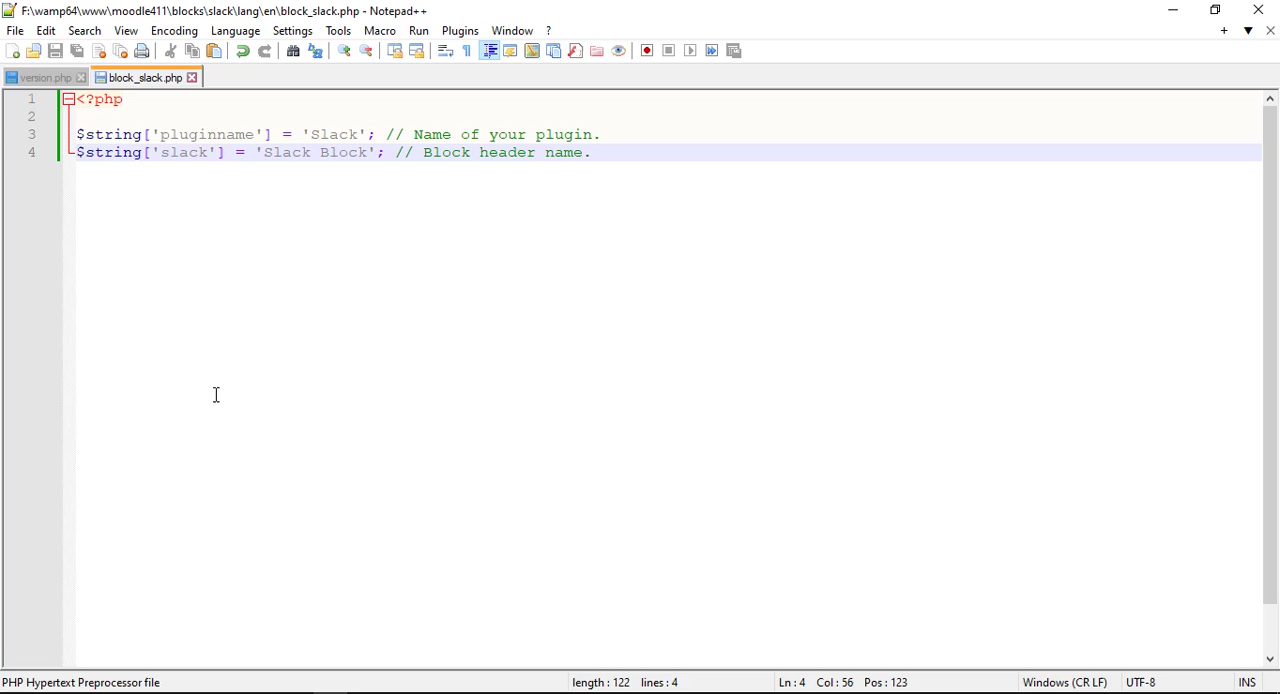 F:\wamp64\www\moodle411\blocks\slack\lang\en\block_slack.php - Notepad++
File Edit Search View Encoding Language Settings Tools Macro Run Plugins Window ?
version.php block_slack.php
1 <?php
2
3 $string['pluginname'] = 'Slack'; // Name of your plugin.
4 $string['slack'] = 'Slack Block'; // Block header name.
PHP Hypertext Preprocessor file length : 122 lines : 4 Ln : 4 Col : 56 Pos : 123 Windows (CR LF) UTF-8 INS